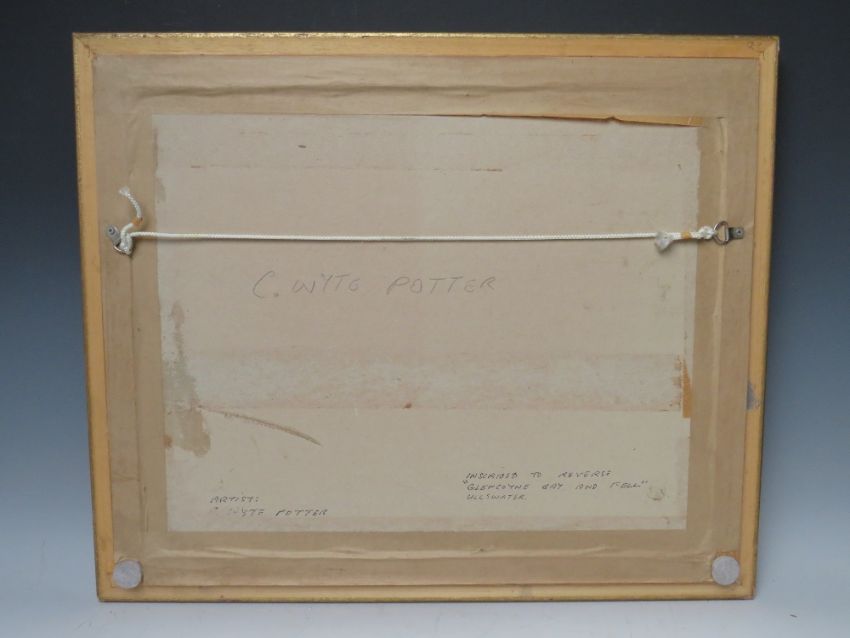 C. WYTE POTTER
INSCRIBED TO REVERSE
"GLENCOYNE BAY AND FELL"
ULLSWATER.
ARTIST:
C WYTE POTTER